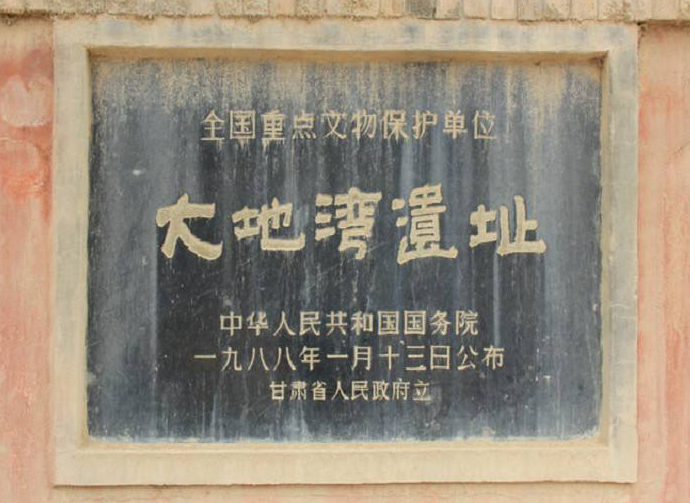 全国重点文物保护单位
大地湾遗址
中华人民共和国国务院
一九八八年一月十三日公布
甘肃省人民政府立